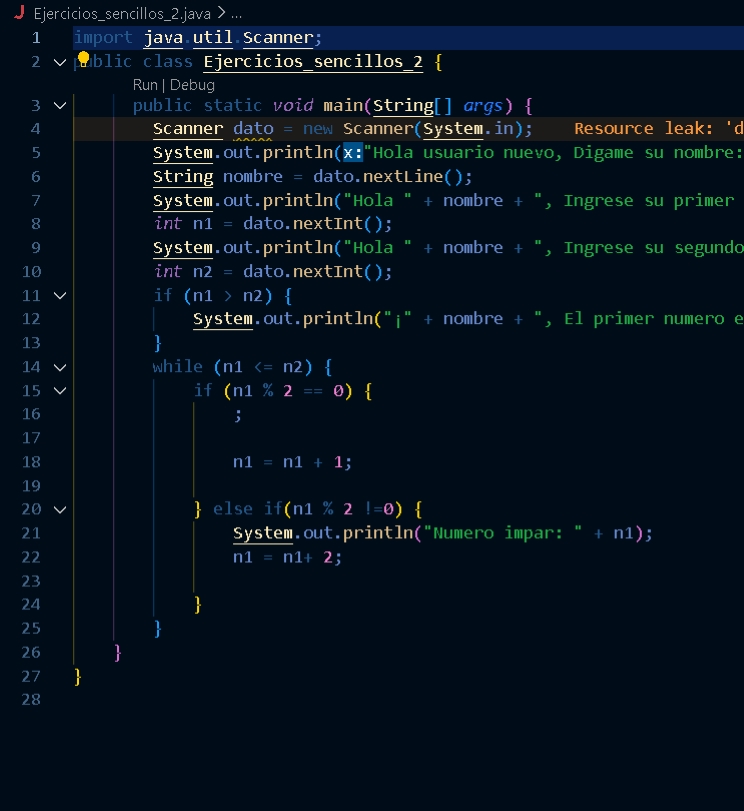 Ejercicios_sencillos_2.java > ...
1 import java.util.Scanner;
2 public class Ejercicios_sencillos_2 {
Run | Debug
3 public static void main(String[] args) {
4 Scanner dato = new Scanner(System.in); Resource leak: 'd
5 System.out.println(x:"Hola usuario nuevo, Digame su nombre:
6 String nombre = dato.nextLine();
7 System.out.println("Hola " + nombre + ", Ingrese su primer
8 int n1 = dato.nextInt();
9 System.out.println("Hola " + nombre + ", Ingrese su segundo
10 int n2 = dato.nextInt();
11 if (n1 > n2) {
12 System.out.println("¡" + nombre + ", El primer numero e
13 }
14 while (n1 <= n2) {
15 if (n1 % 2 == 0) {
16 ;
17
18 n1 = n1 + 1;
19
20 } else if(n1 % 2 !=0) {
21 System.out.println("Numero impar: " + n1);
22 n1 = n1+ 2;
23
24 }
25 }
26 }
27 }
28